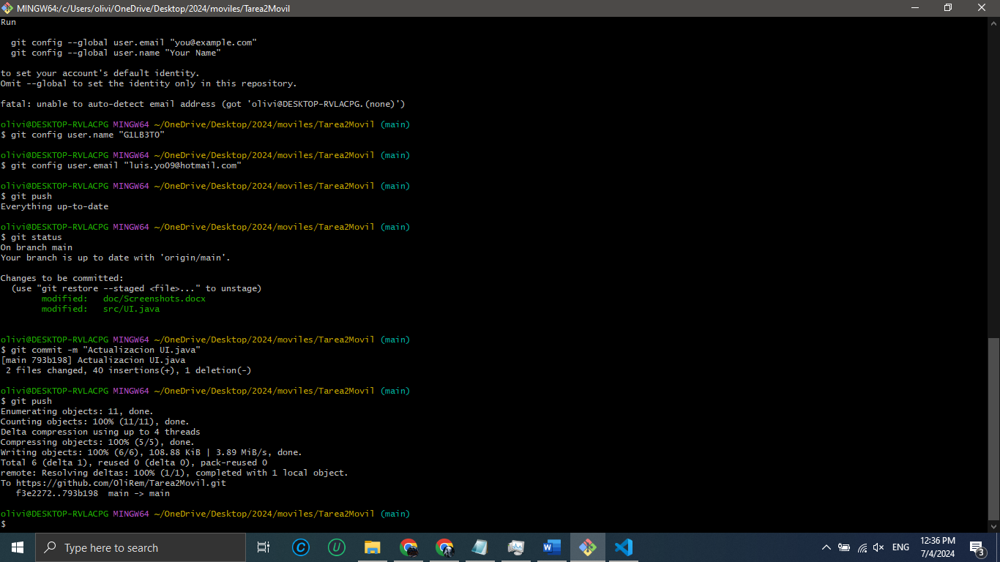 MINGW64:/c/Users/olivi/OneDrive/Desktop/2024/moviles/Tarea2Movil
Run
git config --global user.email "you@example.com"
git config --global user.name "Your Name"
to set your account's default identity.
Omit --global to set the identity only in this repository.
fatal: unable to auto-detect email address (got 'olivi@DESKTOP-RVLACPG.(none)')
olivi@DESKTOP-RVLACPG MINGW64 ~/OneDrive/Desktop/2024/moviles/Tarea2Movil (main)
$ git config user.name "G1LB3T0"
olivi@DESKTOP-RVLACPG MINGW64 ~/OneDrive/Desktop/2024/moviles/Tarea2Movil (main)
$ git config user.email "luis.yo09@hotmail.com"
olivi@DESKTOP-RVLACPG MINGW64 ~/OneDrive/Desktop/2024/moviles/Tarea2Movil (main)
$ git push
Everything up-to-date
olivi@DESKTOP-RVLACPG MINGW64 ~/OneDrive/Desktop/2024/moviles/Tarea2Movil (main)
$ git status
On branch main
Your branch is up to date with 'origin/main'.
Changes to be committed:
(use "git restore --staged <file>..." to unstage)
modified:   doc/Screenshots.docx
modified:   src/UI.java
olivi@DESKTOP-RVLACPG MINGW64 ~/OneDrive/Desktop/2024/moviles/Tarea2Movil (main)
$ git commit -m "Actualizacion UI.java"
[main 793b198] Actualizacion UI.java
2 files changed, 40 insertions(+), 1 deletion(-)
olivi@DESKTOP-RVLACPG MINGW64 ~/OneDrive/Desktop/2024/moviles/Tarea2Movil (main)
$ git push
Enumerating objects: 11, done.
Counting objects: 100% (11/11), done.
Delta compression using up to 4 threads
Compressing objects: 100% (5/5), done.
Writing objects: 100% (6/6), 108.88 KiB | 3.89 MiB/s, done.
Total 6 (delta 1), reused 0 (delta 0), pack-reused 0
remote: Resolving deltas: 100% (1/1), completed with 1 local object.
To https://github.com/OliRem/Tarea2Movil.git
f3e2272..793b198  main -> main
olivi@DESKTOP-RVLACPG MINGW64 ~/OneDrive/Desktop/2024/moviles/Tarea2Movil (main)
$
Type here to search
ENG
12:36 PM
7/4/2024
3